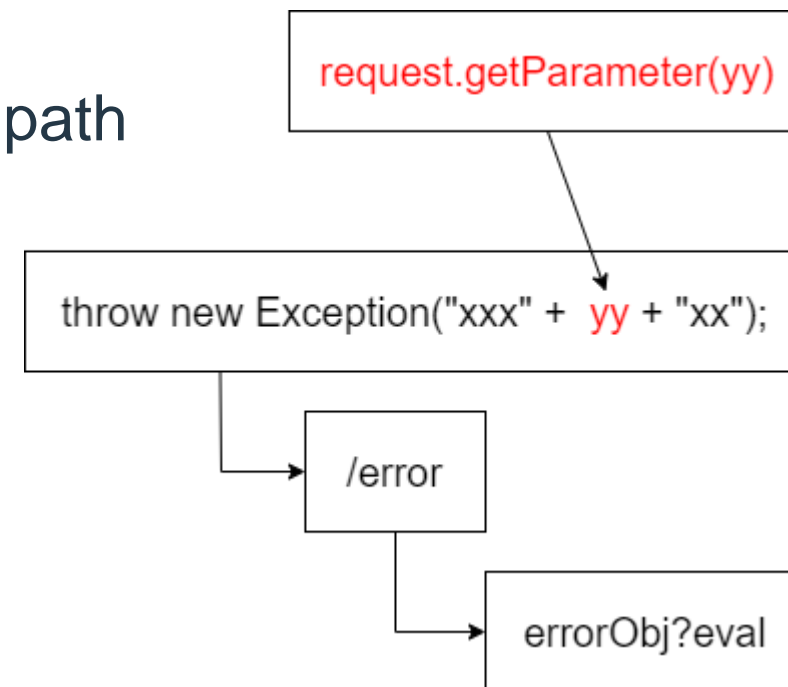 request.getParameter(yy)
path
throw new Exception("xxx" + yy + "xx");
/error
errorObj?eval